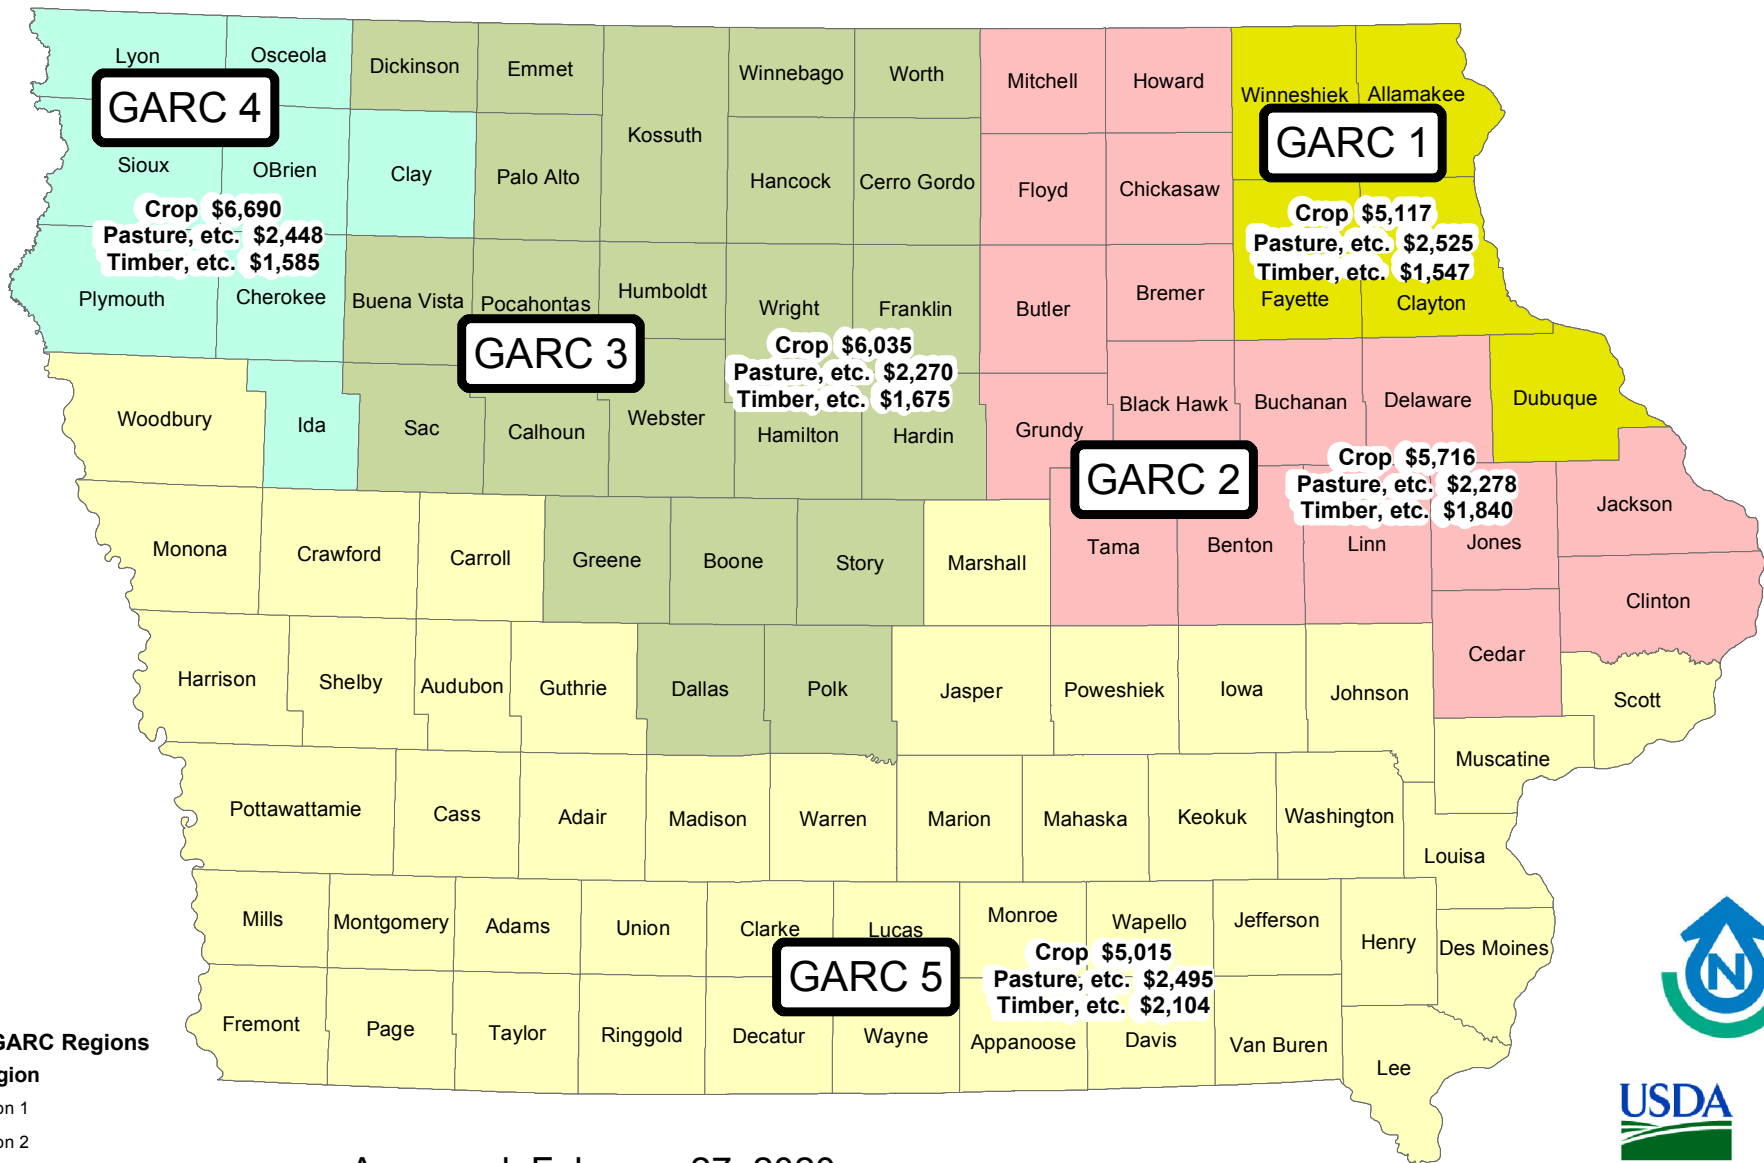 Lyon
Osceola
Dickinson
Emmet
Kossuth
Winnebago
Worth
Mitchell
Howard
Winneshiek
Allamakee
GARC 4
GARC 1
Sioux
OBrien
Clay
Palo Alto
Hancock
Cerro Gordo
Floyd
Chickasaw
Crop $6,690
Pasture, etc. $2,448
Timber, etc. $1,585
Crop $5,117
Pasture, etc. $2,525
Timber, etc. $1,547
Plymouth
Cherokee
Buena Vista
Pocahontas
Humboldt
Wright
Franklin
Butler
Bremer
Fayette
Clayton
GARC 3
Crop $6,035
Pasture, etc. $2,270
Timber, etc. $1,675
Woodbury
Ida
Sac
Calhoun
Webster
Hamilton
Hardin
Grundy
Black Hawk
Buchanan
Delaware
Dubuque
GARC 2
Crop $5,716
Pasture, etc. $2,278
Timber, etc. $1,840
Monona
Crawford
Carroll
Greene
Boone
Story
Marshall
Tama
Benton
Linn
Jones
Jackson
Clinton
Cedar
Harrison
Shelby
Audubon
Guthrie
Dallas
Polk
Jasper
Poweshiek
Iowa
Johnson
Scott
Muscatine
Pottawattamie
Cass
Adair
Madison
Warren
Marion
Mahaska
Keokuk
Washington
Louisa
Mills
Montgomery
Adams
Union
Clarke
Lucas
Monroe
Wapello
Jefferson
Henry
Des Moines
GARC 5
Crop $5,015
Pasture, etc. $2,495
Timber, etc. $2,104
Fremont
Page
Taylor
Ringgold
Decatur
Wayne
Appanoose
Davis
Van Buren
Lee
N
USDA
GARC Regions
gion
on 1
on 2